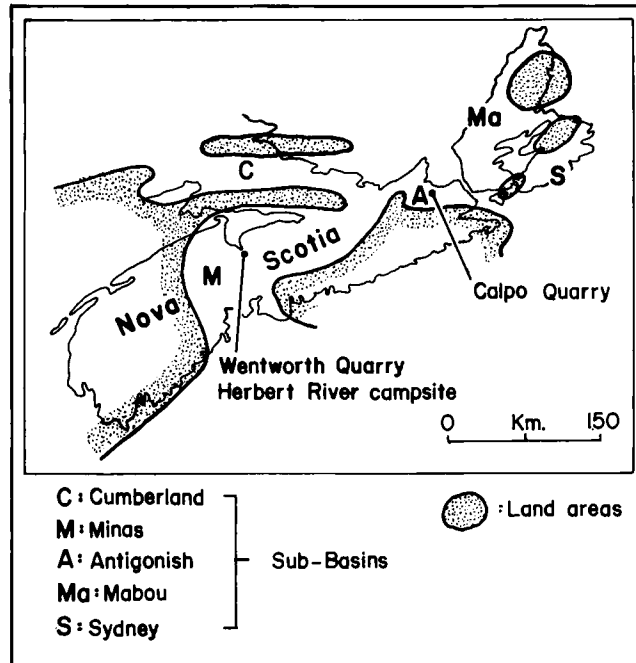 Ma
C
S
A
Scotia
M
Calpo Quarry
Nova
Wentworth Quarry
Herbert River campsite
0 Km. 150
C : Cumberland
M : Minas
A : Antigonish
Ma : Mabou
S : Sydney
Sub-Basins
: Land areas